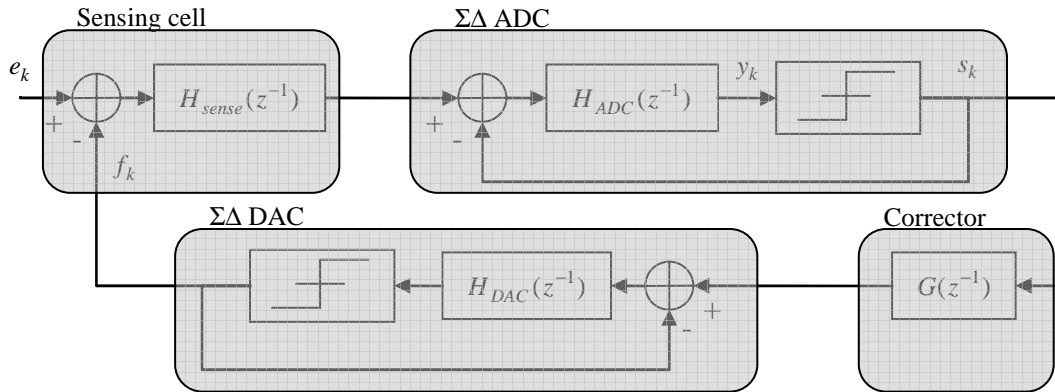 Sensing cell
ΣΔ ADC
e_k
+
-
H_sense(z^{-1})
f_k
+
-
H_ADC(z^{-1})
y_k
s_k
ΣΔ DAC
Corrector
H_DAC(z^{-1})
+
-
G(z^{-1})